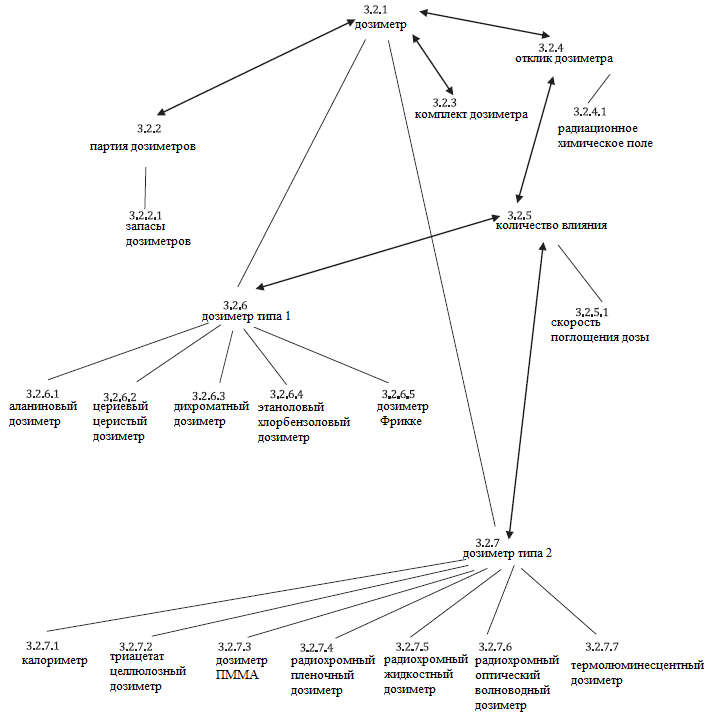 3.2.1
дозиметр
3.2.4
отклик дозиметра
3.2.3
комплект дозиметра
3.2.4.1
радиационное
химическое поле
3.2.2
партия дозиметров
3.2.2.1
запасы
дозиметров
3.2.5
количество влияния
3.2.6
дозиметр типа 1
3.2.5.1
скорость
поглощения дозы
3.2.6.1
аланиновый
дозиметр
3.2.6.2
цериевый
церистый
дозиметр
3.2.6.3
дихроматный
дозиметр
3.2.6.4
этаноловый
хлорбензоловый
дозиметр
3.2.6.5
дозиметр
Фрикке
3.2.7
дозиметр типа 2
3.2.7.1
калориметр
3.2.7.2
триацетат
целлюлозный
дозиметр
3.2.7.3
дозиметр
ПММА
3.2.7.4
радиохромный
пленочный
дозиметр
3.2.7.5
радиохромный
жидкостный
дозиметр
3.2.7.6
радиохромный
оптический
волноводный
дозиметр
3.2.7.7
термолюминесцентный
дозиметр